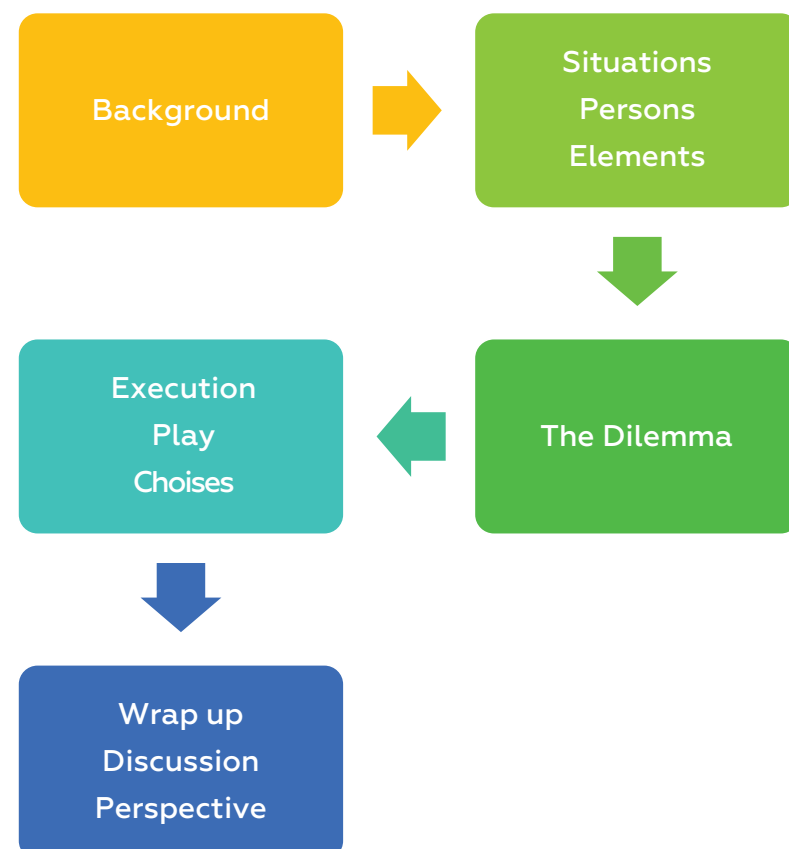 Background
Situations
Persons
Elements
The Dilemma
Execution
Play
Choises
Wrap up
Discussion
Perspective